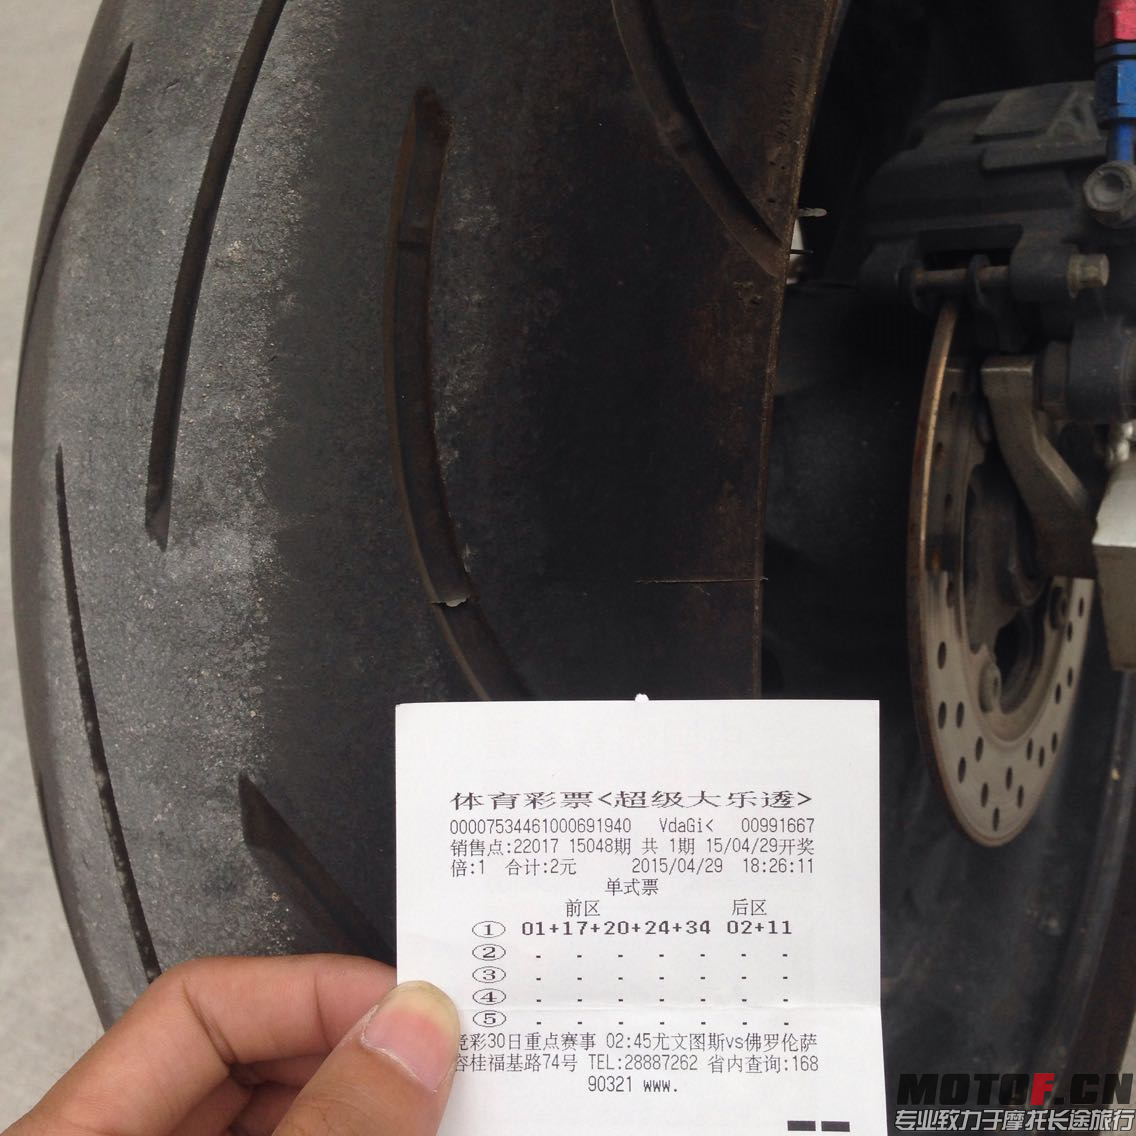 体育彩票<超级大乐透>
00007534461000691940 VdaGi< 00991667
销售点:22017 15048期 共 1期 15/04/29开奖
倍:1 合计:2元 2015/04/29 18:26:11
单式票
前区 后区
① 01+17+20+24+34 02+11
② - - - - - - -
③ - - - - - - -
④ - - - - - - -
⑤ - - - - - - -
竞彩30日重点赛事 02:45尤文图斯vs佛罗伦萨
容桂福基路74号 TEL:28887262 省内查询:168
90321 www.
MOTOF.CN
专业致力于摩托长途旅行